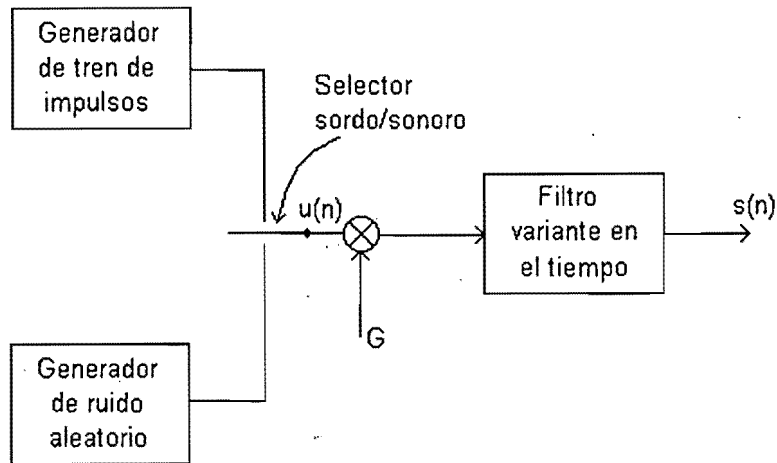 Generador
de tren de
impulsos
Selector
sordo/sonoro
u(n)
Filtro
variante en
el tiempo
s(n)
G
Generador
de ruido
aleatorio